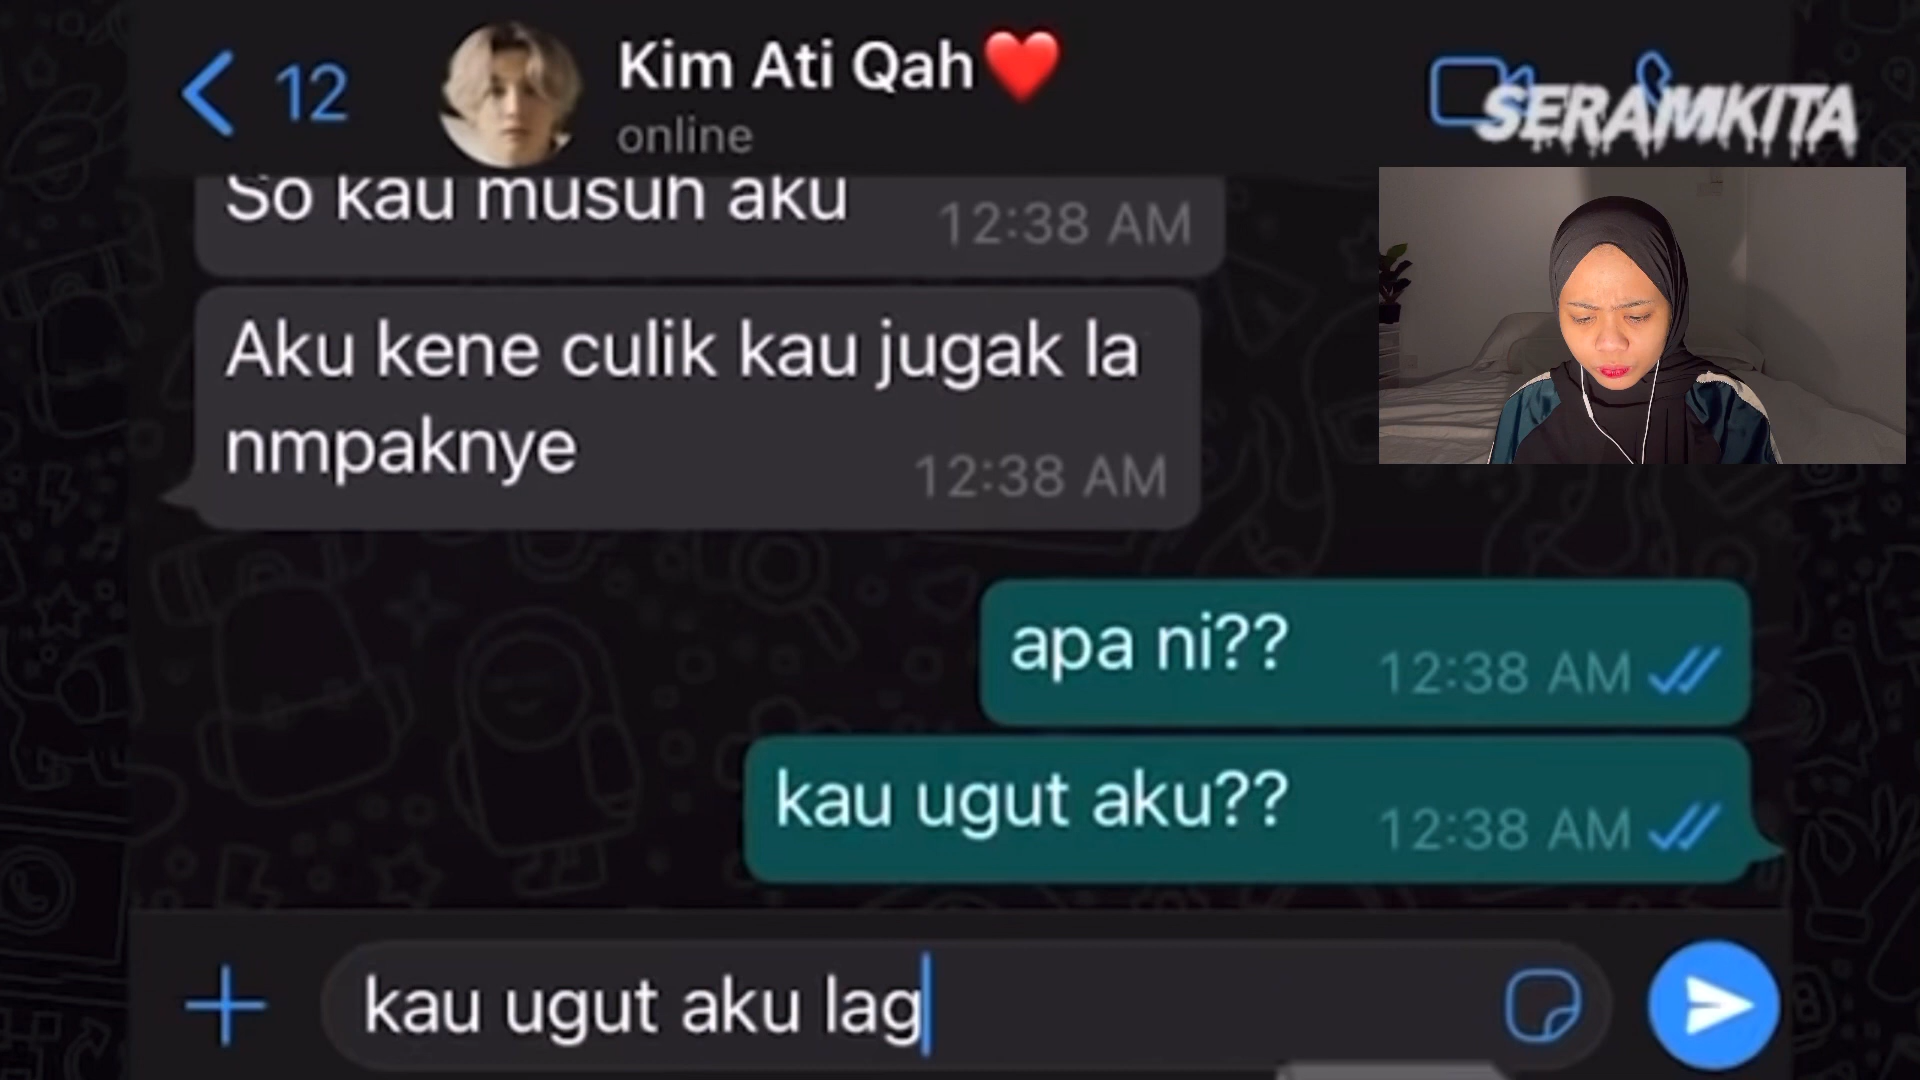 12
Kim Ati Qah❤️
online
SERAMKITA
So kau musuh aku
12:38 AM
Aku kene culik kau jugak la
nmpaknye
12:38 AM
apa ni??
12:38 AM
kau ugut aku??
12:38 AM
kau ugut aku lag